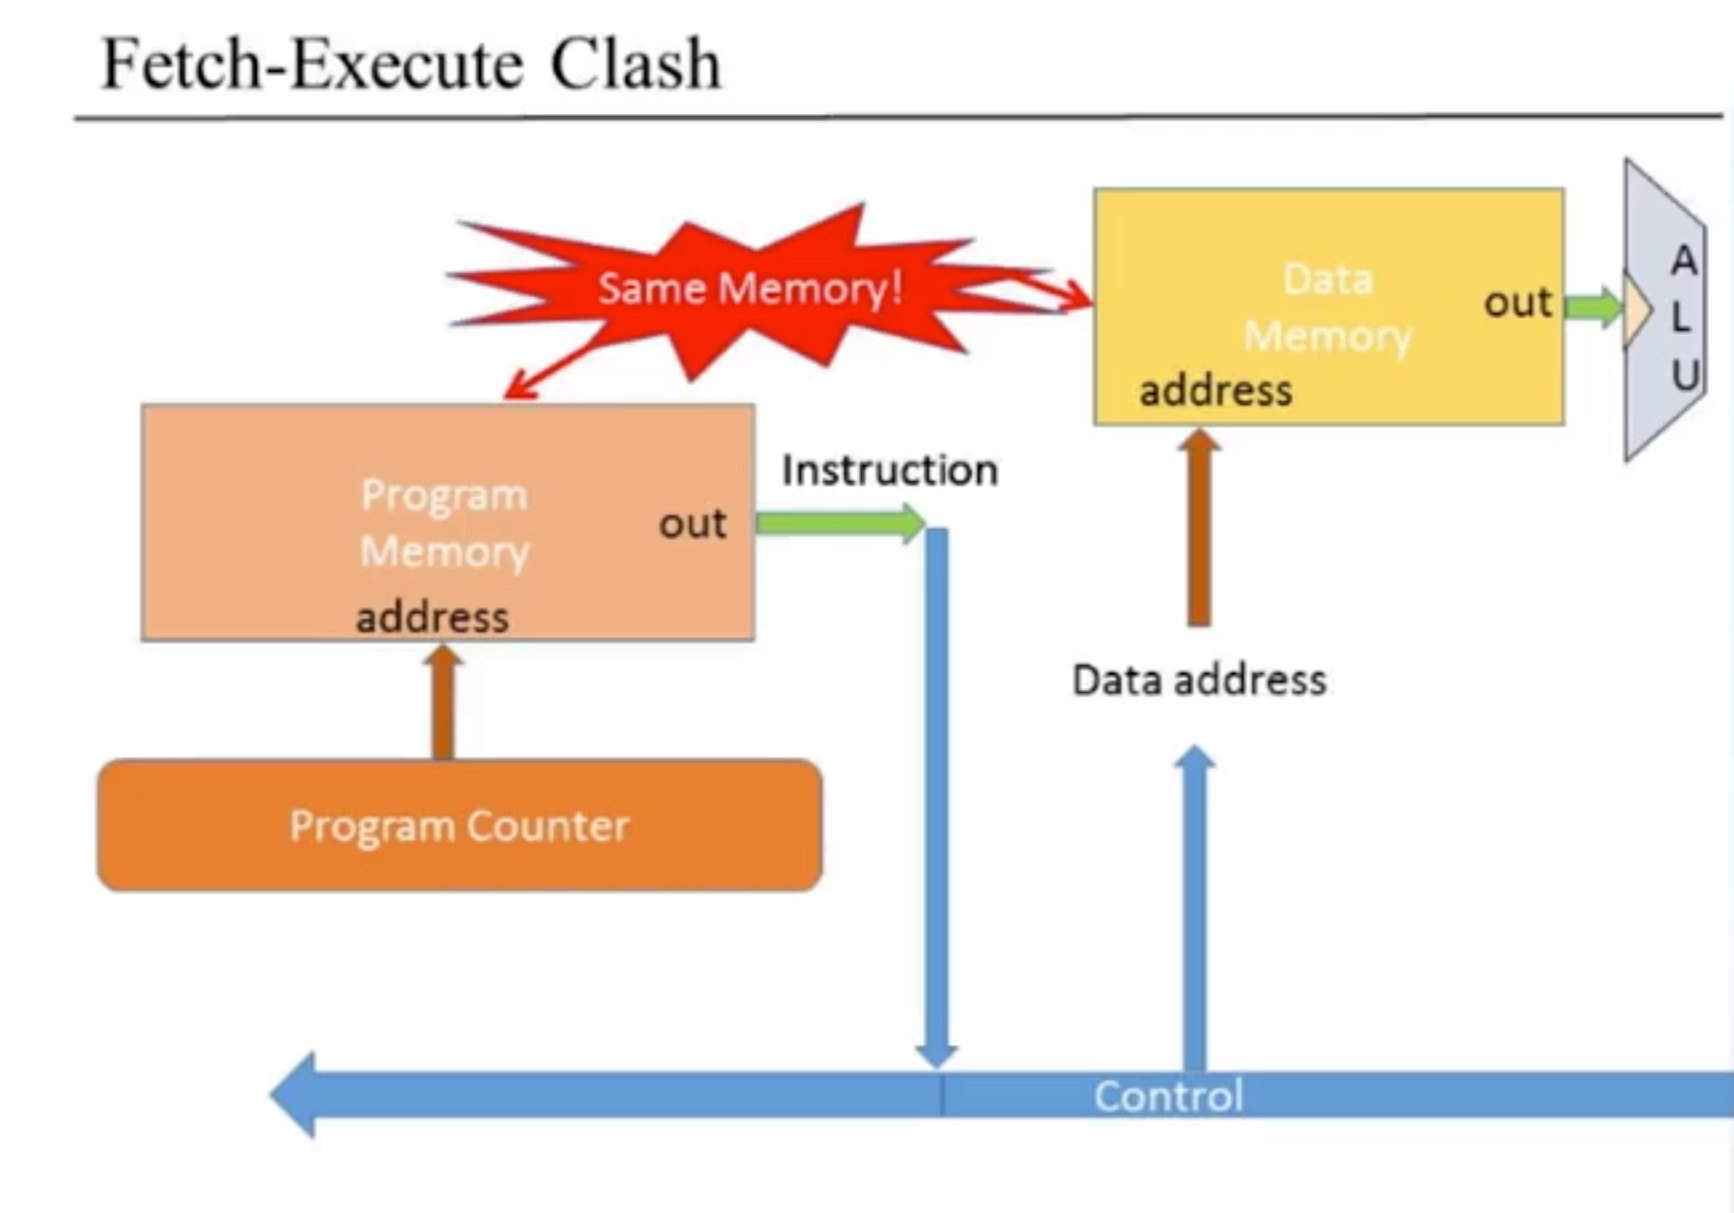 Fetch-Execute Clash
Same Memory!
Data
Memory
out
address
A
L
U
Program
Memory
out
address
Instruction
Data address
Program Counter
Control